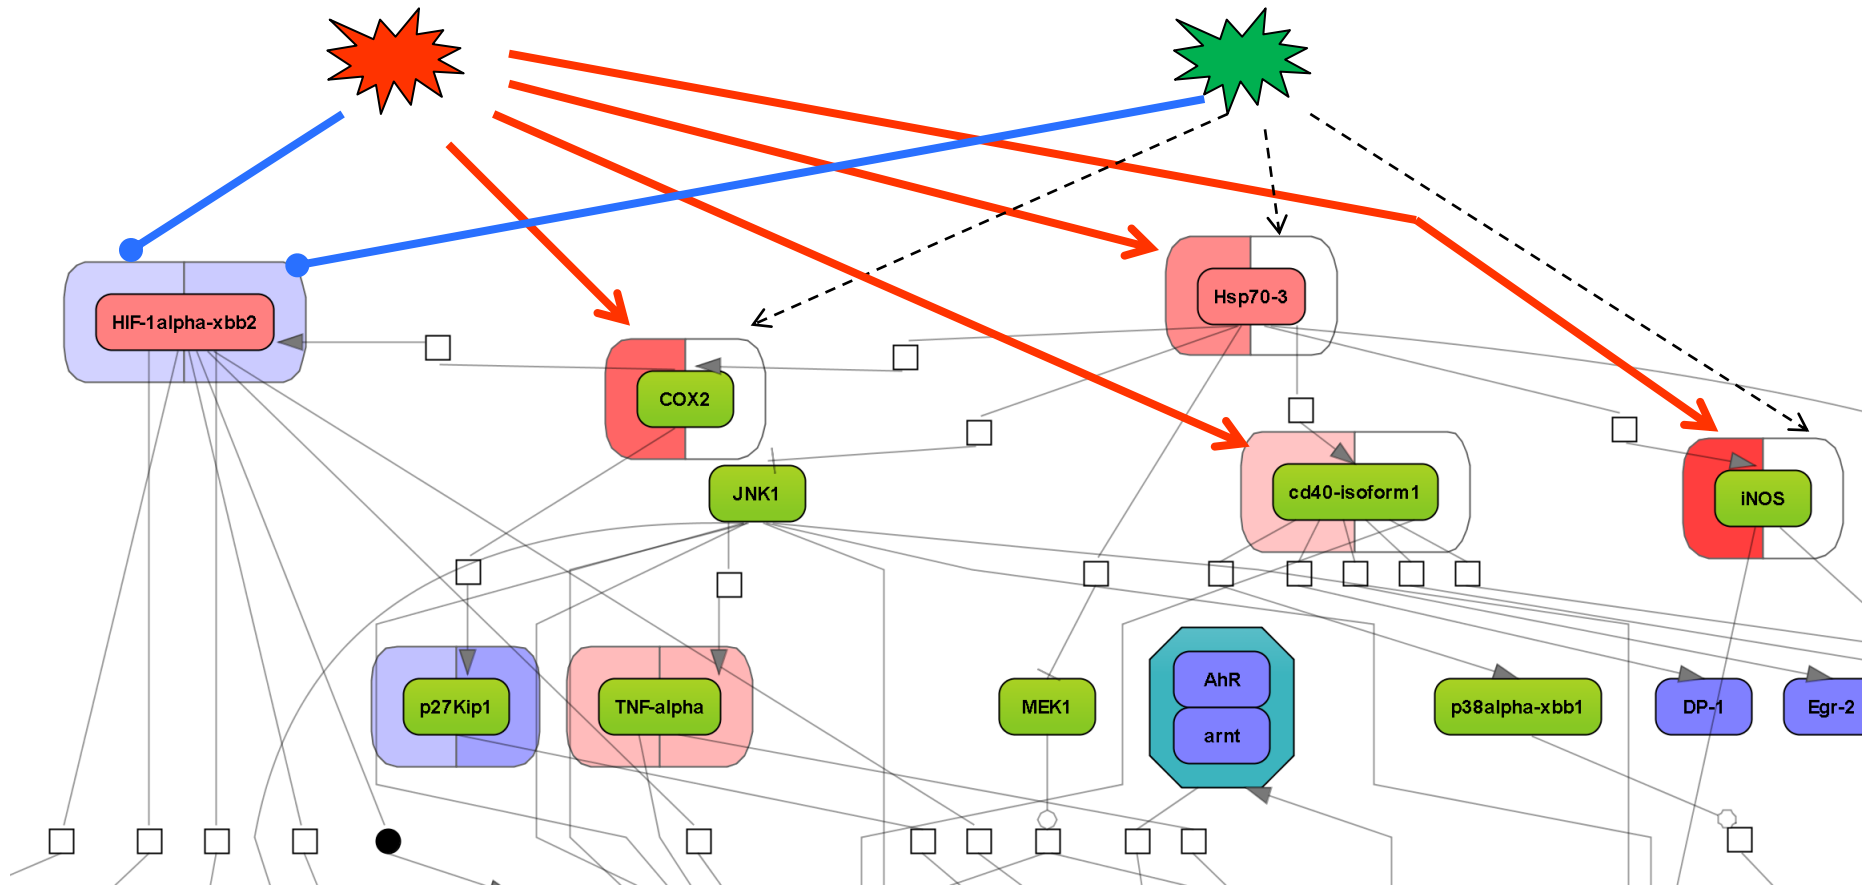 Hsp70-3
HIF-1alpha-xbb2
COX2
JNK1
cd40-isoform1
iNOS
p27Kip1
TNF-alpha
MEK1
AhR
arnt
p38alpha-xbb1
DP-1
Egr-2